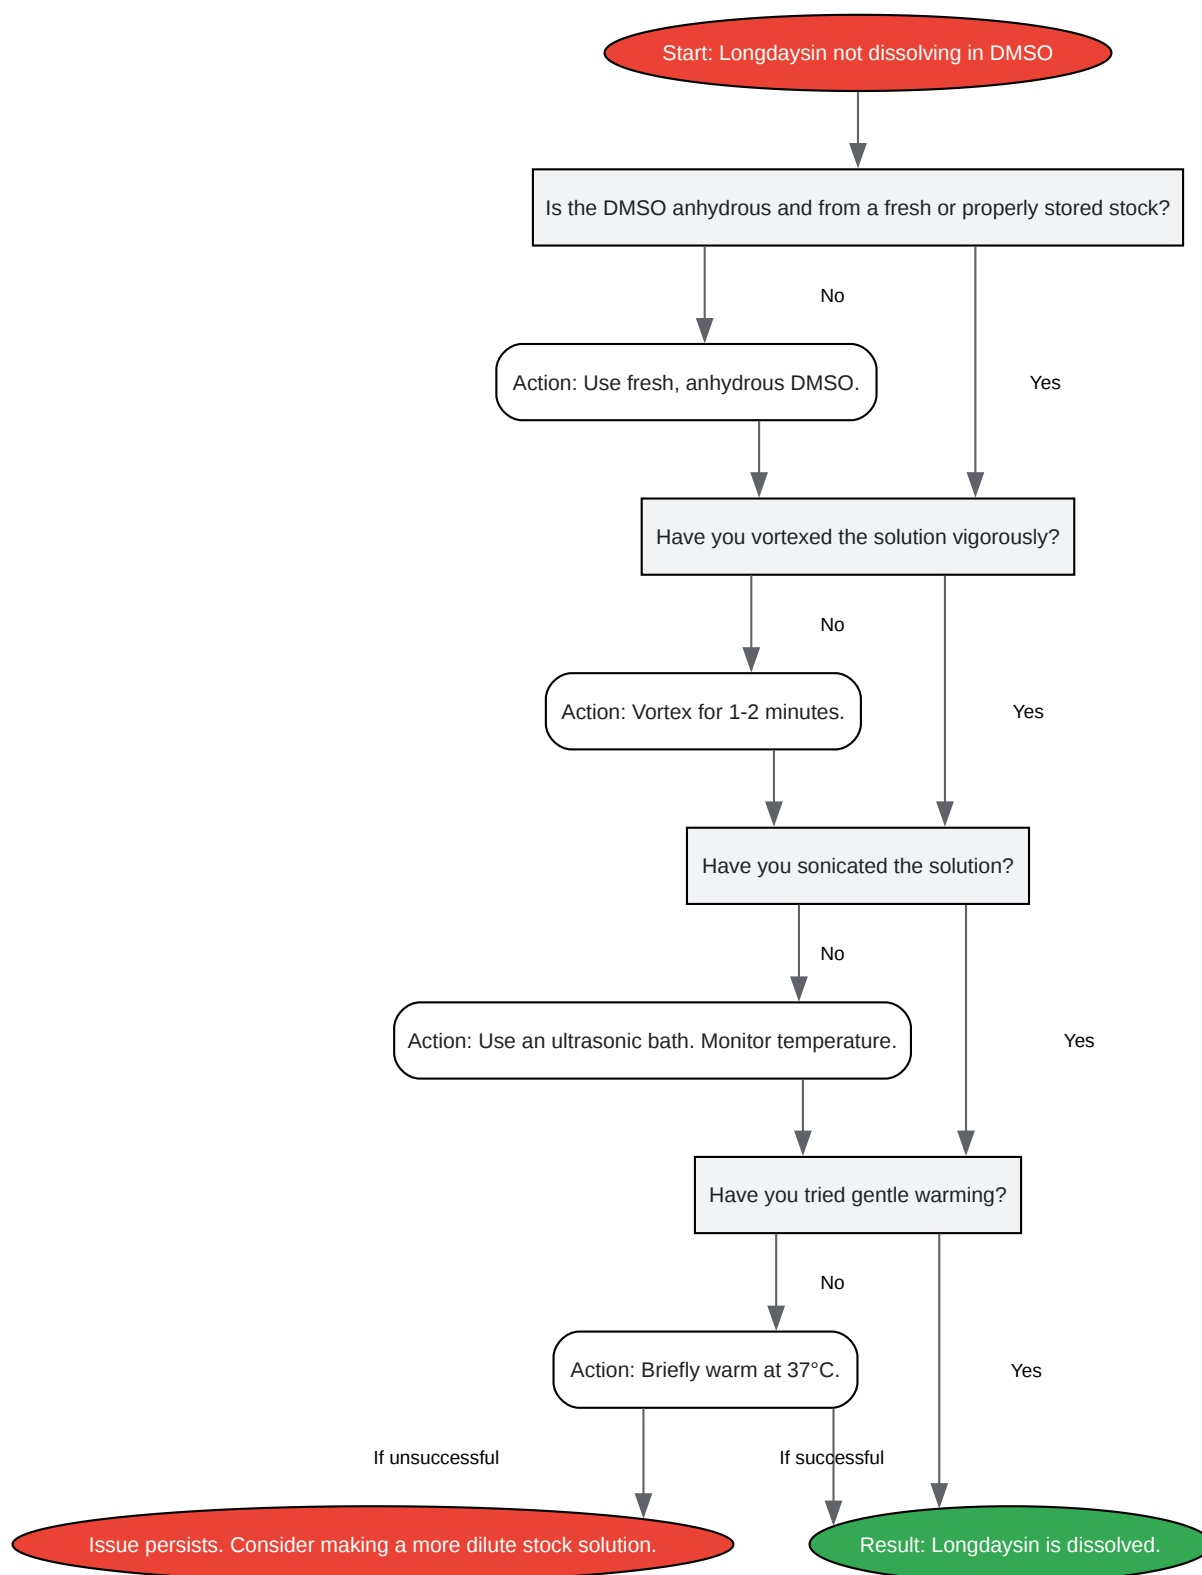 Start: Longdaysin not dissolving in DMSO
Is the DMSO anhydrous and from a fresh or properly stored stock?
No
Action: Use fresh, anhydrous DMSO.
Yes
Have you vortexed the solution vigorously?
No
Action: Vortex for 1-2 minutes.
Yes
Have you sonicated the solution?
No
Action: Use an ultrasonic bath. Monitor temperature.
Yes
Have you tried gentle warming?
No
Action: Briefly warm at 37°C.
Yes
If unsuccessful
If successful
Issue persists. Consider making a more dilute stock solution.
Result: Longdaysin is dissolved.